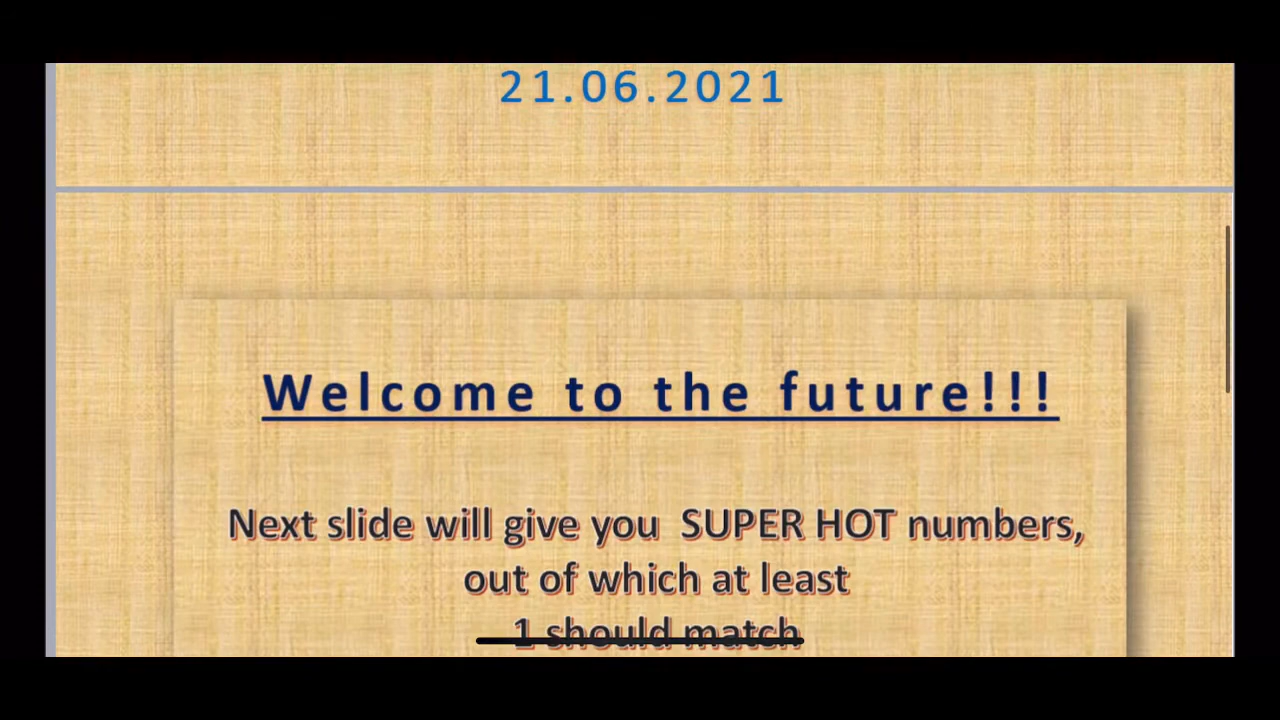 21.06.2021
Welcome to the future!!!
Next slide will give you SUPER HOT numbers,
out of which at least
1 should match